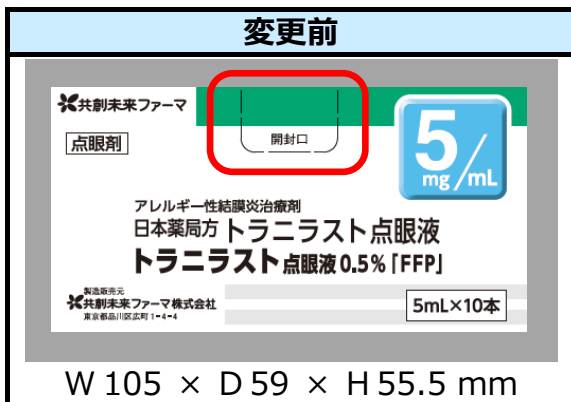 変更前
共創未来ファーマ
点眼剤
開封口
5mg/mL
アレルギー性結膜炎治療剤
日本薬局方 トラニラスト点眼液
トラニラスト点眼液0.5%「FFP」
製造販売元
共創未来ファーマ株式会社
東京都品川区広町1-4-4
5mL×10本
W 105 × D 59 × H 55.5 mm